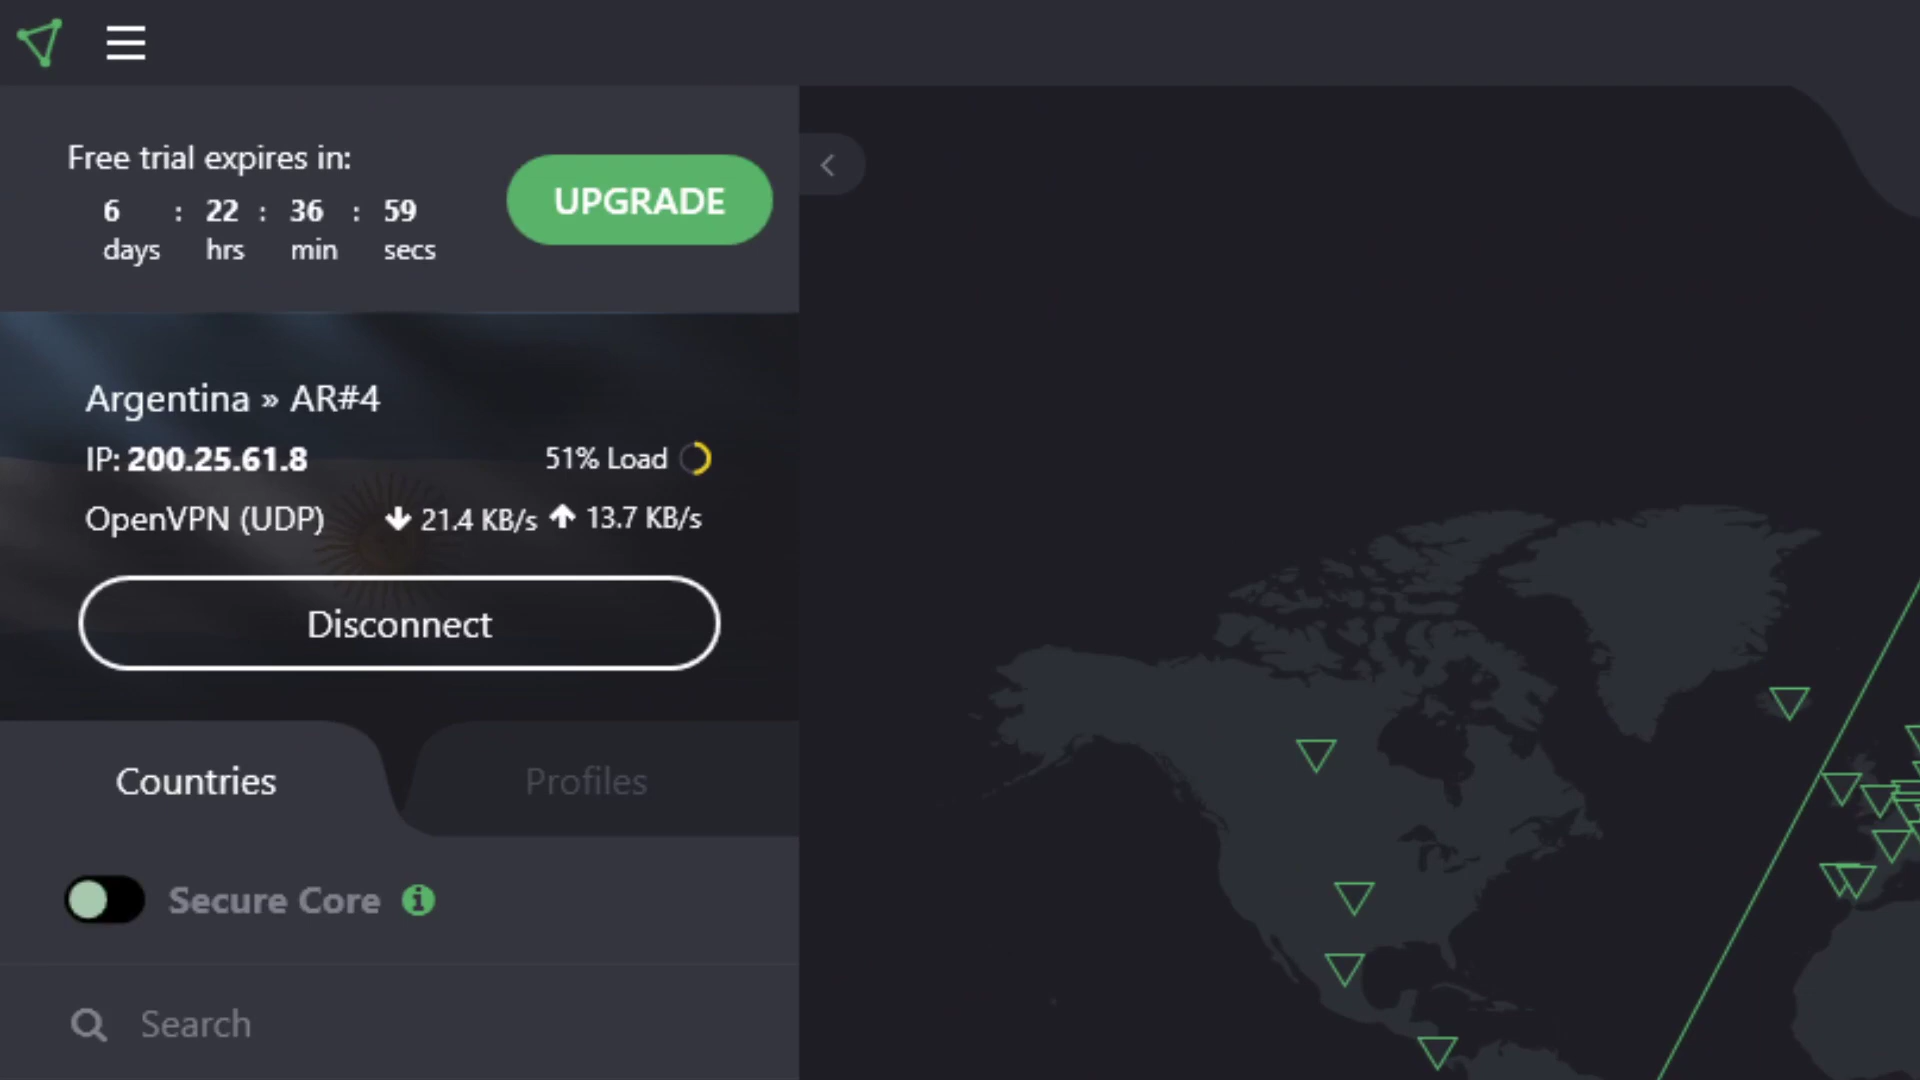 Free trial expires in:
6 : 22 : 36 : 59
days hrs min secs
UPGRADE
Argentina » AR#4
IP: 200.25.61.8
51% Load
OpenVPN (UDP)
21.4 KB/s 13.7 KB/s
Disconnect
Countries
Profiles
Secure Core
Search